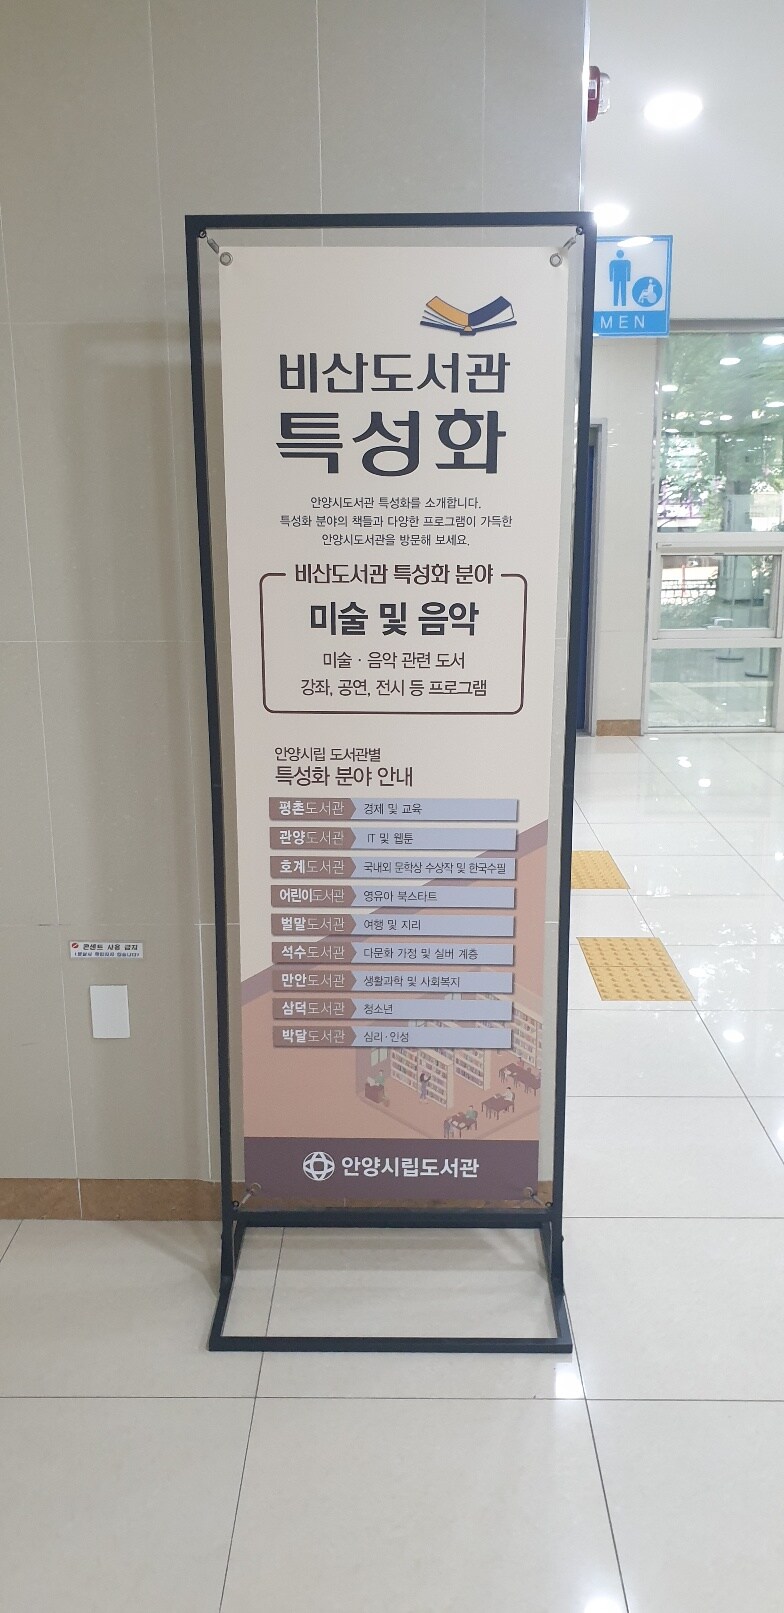 MEN
비산도서관
특성화
안양시도서관 특성화를 소개합니다.
특성화 분야의 책들과 다양한 프로그램이 가득한
안양시도서관을 방문해 보세요.
비산도서관 특성화 분야
미술 및 음악
미술 · 음악 관련 도서
강좌, 공연, 전시 등 프로그램
안양시립 도서관별
특성화 분야 안내
평촌도서관 경제 및 교육
관양도서관 IT 및 웹툰
호계도서관 국내외 문학상 수상작 및 한국수필
어린이도서관 영유아 북스타트
벌말도서관 여행 및 지리
석수도서관 다문화 가정 및 실버 계층
만안도서관 생활과학 및 사회복지
삼덕도서관 청소년
박달도서관 심리·인성
안양시립도서관
콘센트 사용 금지